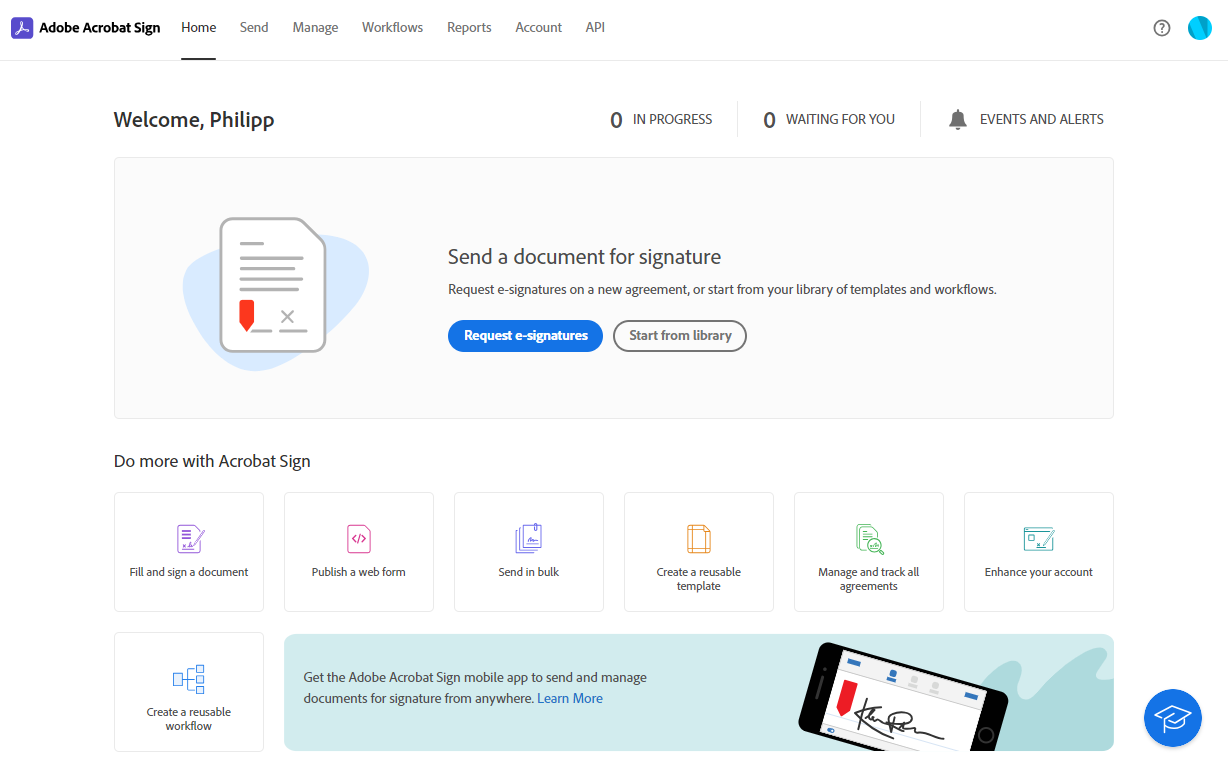 Adobe Acrobat Sign Home Send Manage Workflows Reports Account API
Welcome, Philipp
0 IN PROGRESS
0 WAITING FOR YOU
EVENTS AND ALERTS
Send a document for signature
Request e-signatures on a new agreement, or start from your library of templates and workflows.
Request e-signatures
Start from library
Do more with Acrobat Sign
Fill and sign a document
Publish a web form
Send in bulk
Create a reusable
template
Manage and track all
agreements
Enhance your account
Create a reusable
workflow
Get the Adobe Acrobat Sign mobile app to send and manage
documents for signature from anywhere. Learn More